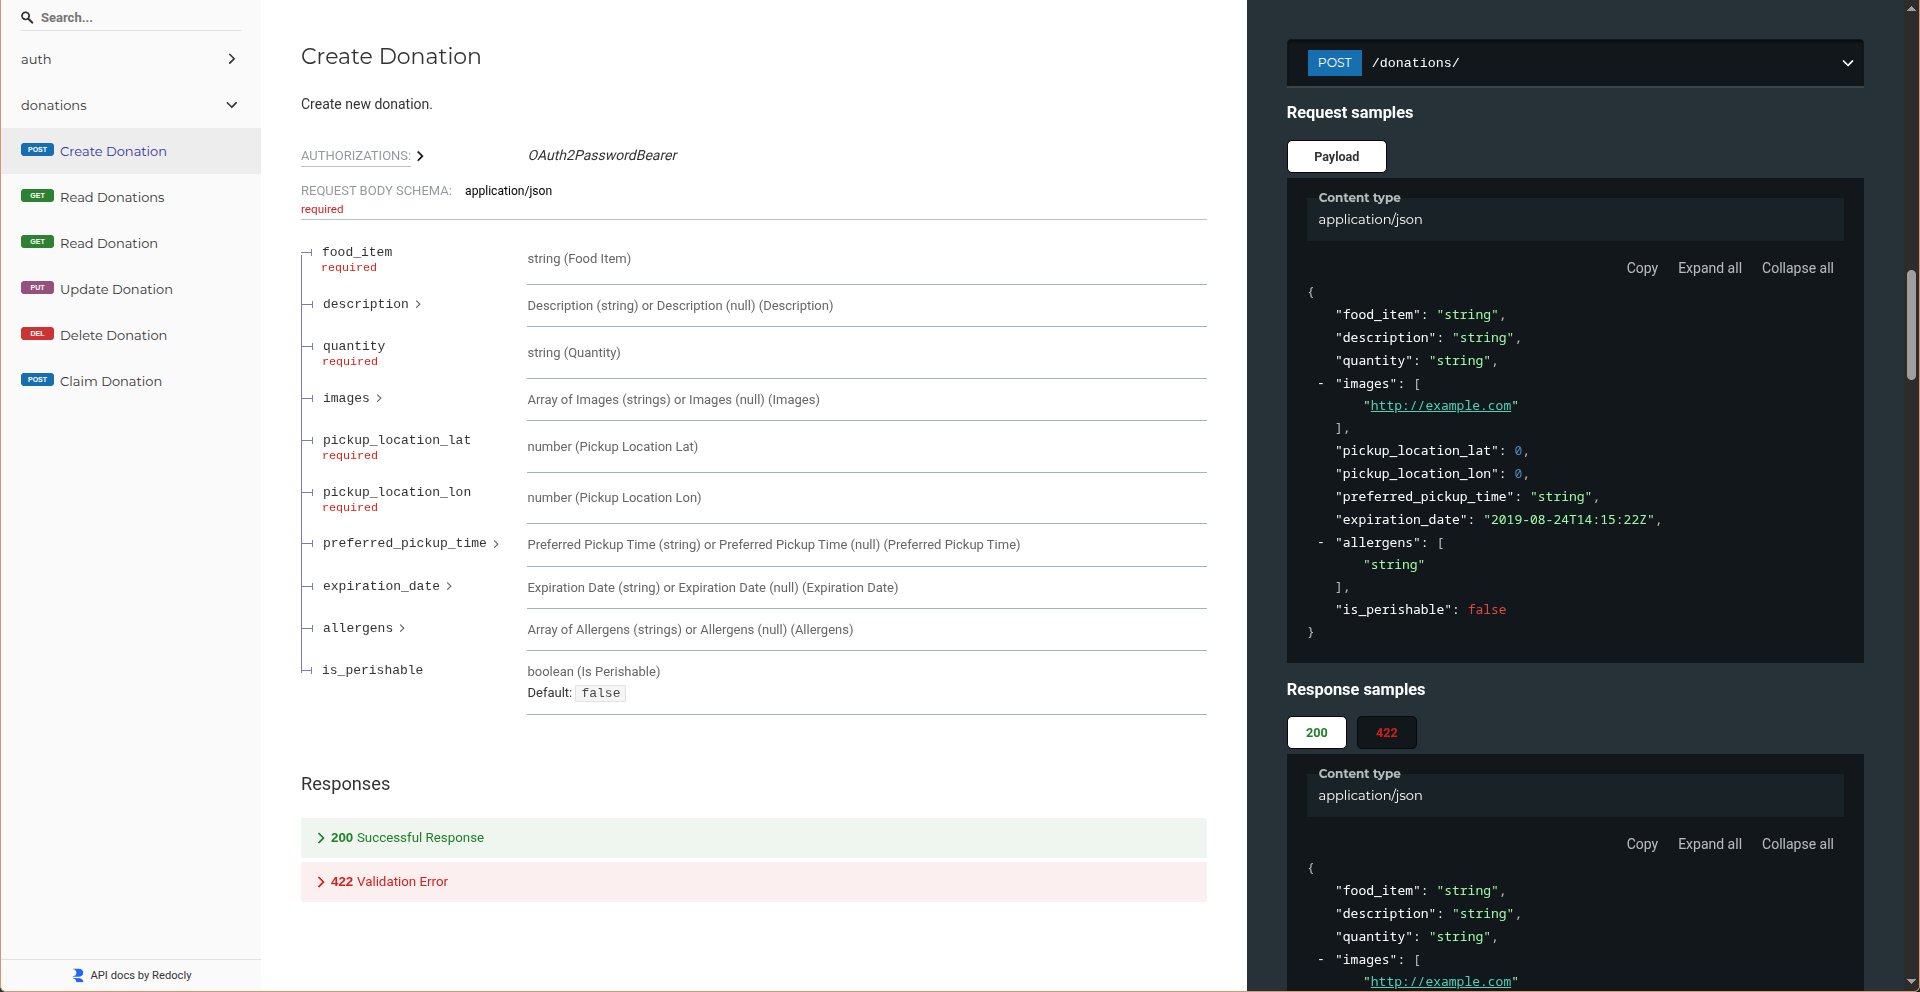 Search...
auth
donations
POST Create Donation
GET Read Donations
GET Read Donation
PUT Update Donation
DEL Delete Donation
POST Claim Donation
API docs by Redocly
Create Donation
Create new donation.
AUTHORIZATIONS: OAuth2PasswordBearer
REQUEST BODY SCHEMA: application/json
required
food_item
required
string (Food Item)
description
Description (string) or Description (null) (Description)
quantity
required
string (Quantity)
images
Array of Images (strings) or Images (null) (Images)
pickup_location_lat
required
number (Pickup Location Lat)
pickup_location_lon
required
number (Pickup Location Lon)
preferred_pickup_time
Preferred Pickup Time (string) or Preferred Pickup Time (null) (Preferred Pickup Time)
expiration_date
Expiration Date (string) or Expiration Date (null) (Expiration Date)
allergens
Array of Allergens (strings) or Allergens (null) (Allergens)
is_perishable
boolean (Is Perishable)
Default: false
Responses
200 Successful Response
422 Validation Error
POST /donations/
Request samples
Payload
Content type
application/json
Copy Expand all Collapse all
{
"food_item": "string",
"description": "string",
"quantity": "string",
- "images": [
"http://example.com"
],
"pickup_location_lat": 0,
"pickup_location_lon": 0,
"preferred_pickup_time": "string",
"expiration_date": "2019-08-24T14:15:22Z",
- "allergens": [
"string"
],
"is_perishable": false
}
Response samples
200 422
Content type
application/json
Copy Expand all Collapse all
{
"food_item": "string",
"description": "string",
"quantity": "string",
- "images": [
"http://example.com"